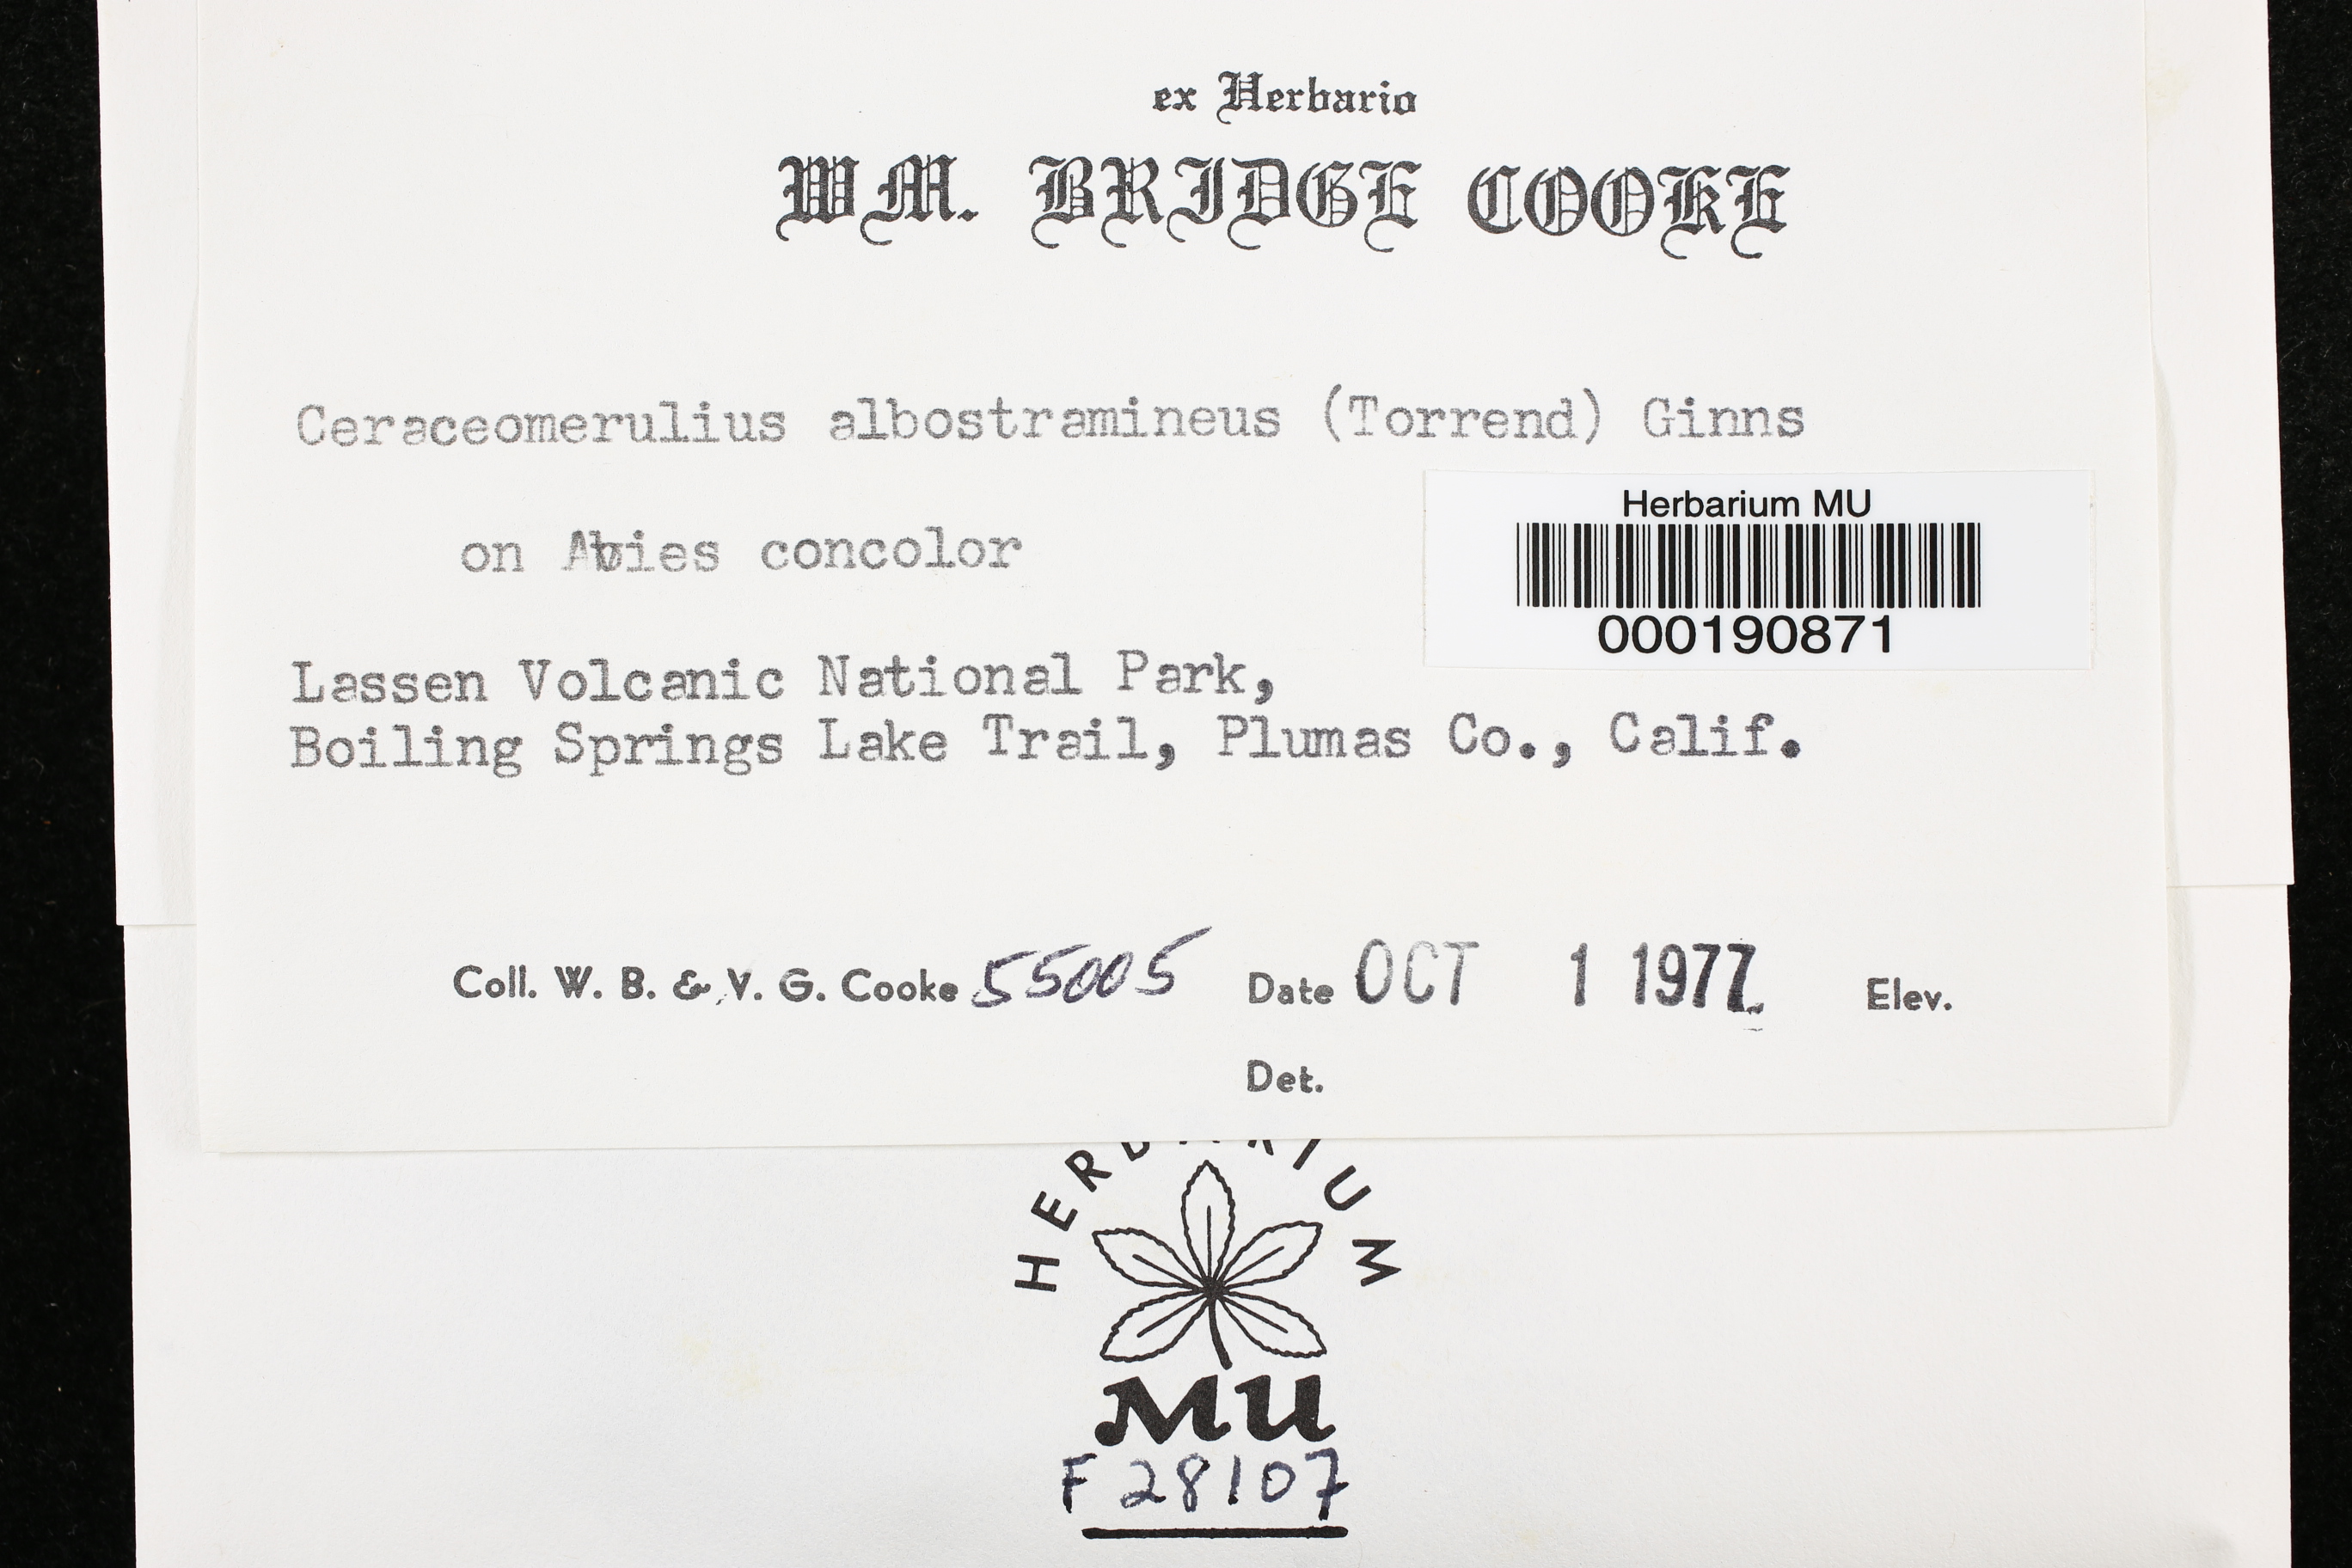 ex Herbario
WM. BRIDGE COOKE
Ceraceomerulius albostramineus (Torrend) Ginns
on Abies concolor
Herbarium MU
000190871
Lassen Volcanic National Park,
Boiling Springs Lake Trail, Plumas Co., Calif.
Coll. W. B. & V. G. Cooke 55005 Date OCT 1 1977 Elev.
Det.
HERBARIUM
MU
F28107